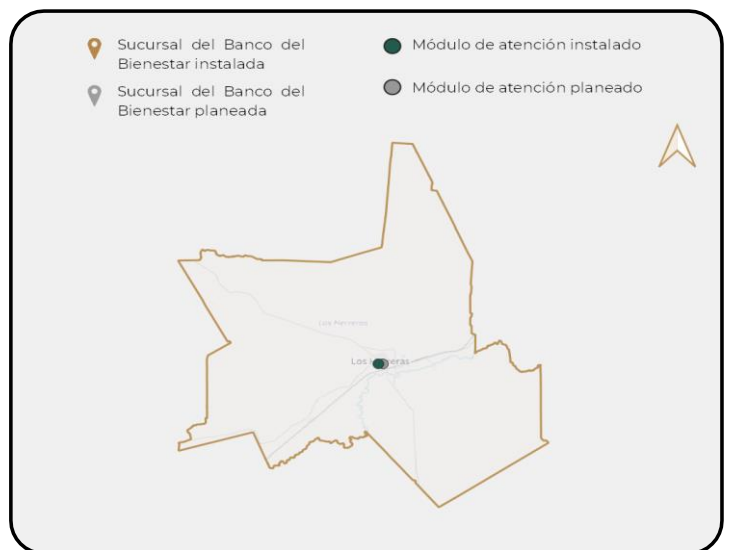 Sucursal del Banco del
Bienestar instalada
Sucursal del Banco del
Bienestar planeada
Módulo de atención instalado
Módulo de atención planeado
Los
Los